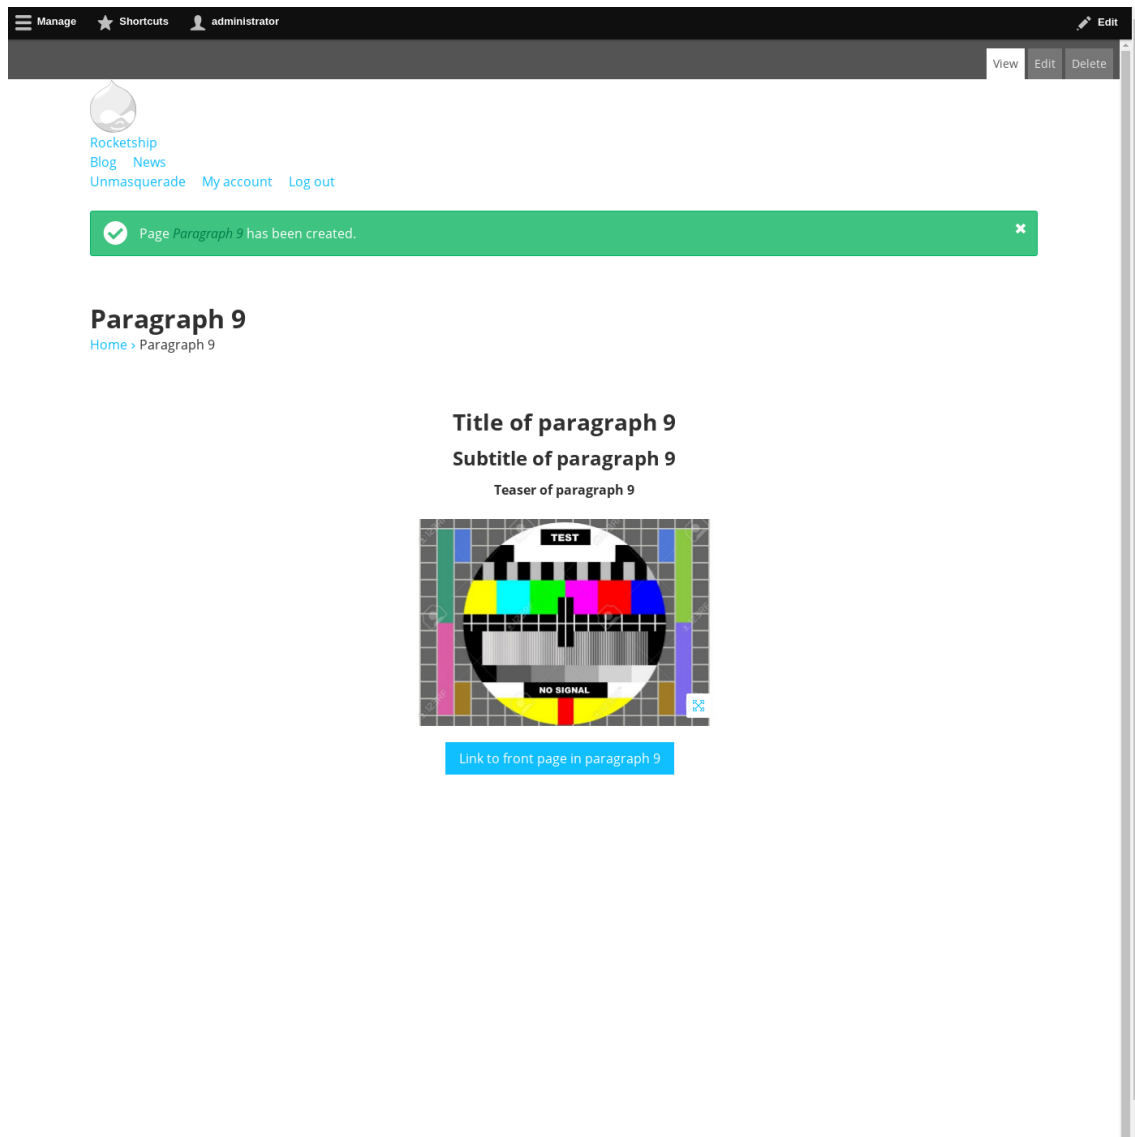 Manage Shortcuts administrator Edit
View Edit Delete
Rocketship
Blog News
Unmasquerade My account Log out
Page Paragraph 9 has been created.
Paragraph 9
Home › Paragraph 9
Title of paragraph 9
Subtitle of paragraph 9
Teaser of paragraph 9
TEST
NO SIGNAL
Link to front page in paragraph 9